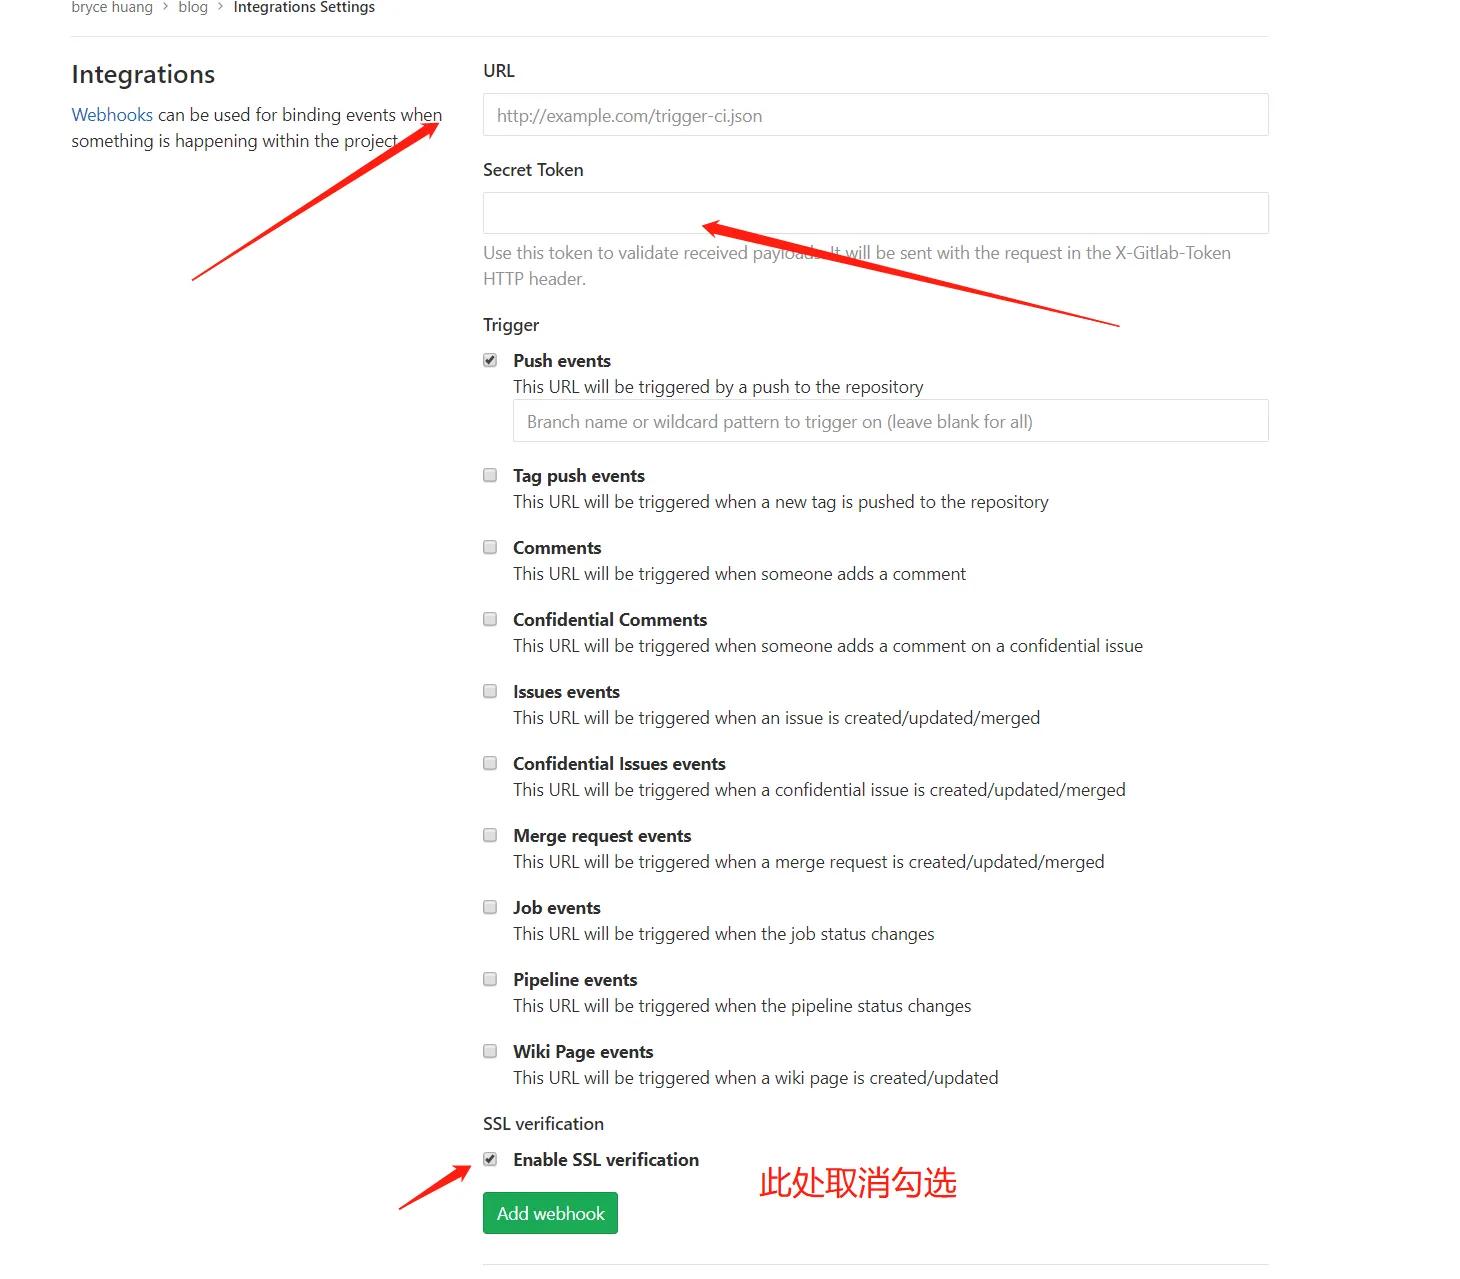 bryce huang > blog > Integrations Settings
Integrations
Webhooks can be used for binding events when
something is happening within the project.
URL
http://example.com/trigger-ci.json
Secret Token
Use this token to validate received payloads. It will be sent with the request in the X-Gitlab-Token
HTTP header.
Trigger
Push events
This URL will be triggered by a push to the repository
Branch name or wildcard pattern to trigger on (leave blank for all)
Tag push events
This URL will be triggered when a new tag is pushed to the repository
Comments
This URL will be triggered when someone adds a comment
Confidential Comments
This URL will be triggered when someone adds a comment on a confidential issue
Issues events
This URL will be triggered when an issue is created/updated/merged
Confidential Issues events
This URL will be triggered when a confidential issue is created/updated/merged
Merge request events
This URL will be triggered when a merge request is created/updated/merged
Job events
This URL will be triggered when the job status changes
Pipeline events
This URL will be triggered when the pipeline status changes
Wiki Page events
This URL will be triggered when a wiki page is created/updated
SSL verification
Enable SSL verification
此处取消勾选
Add webhook